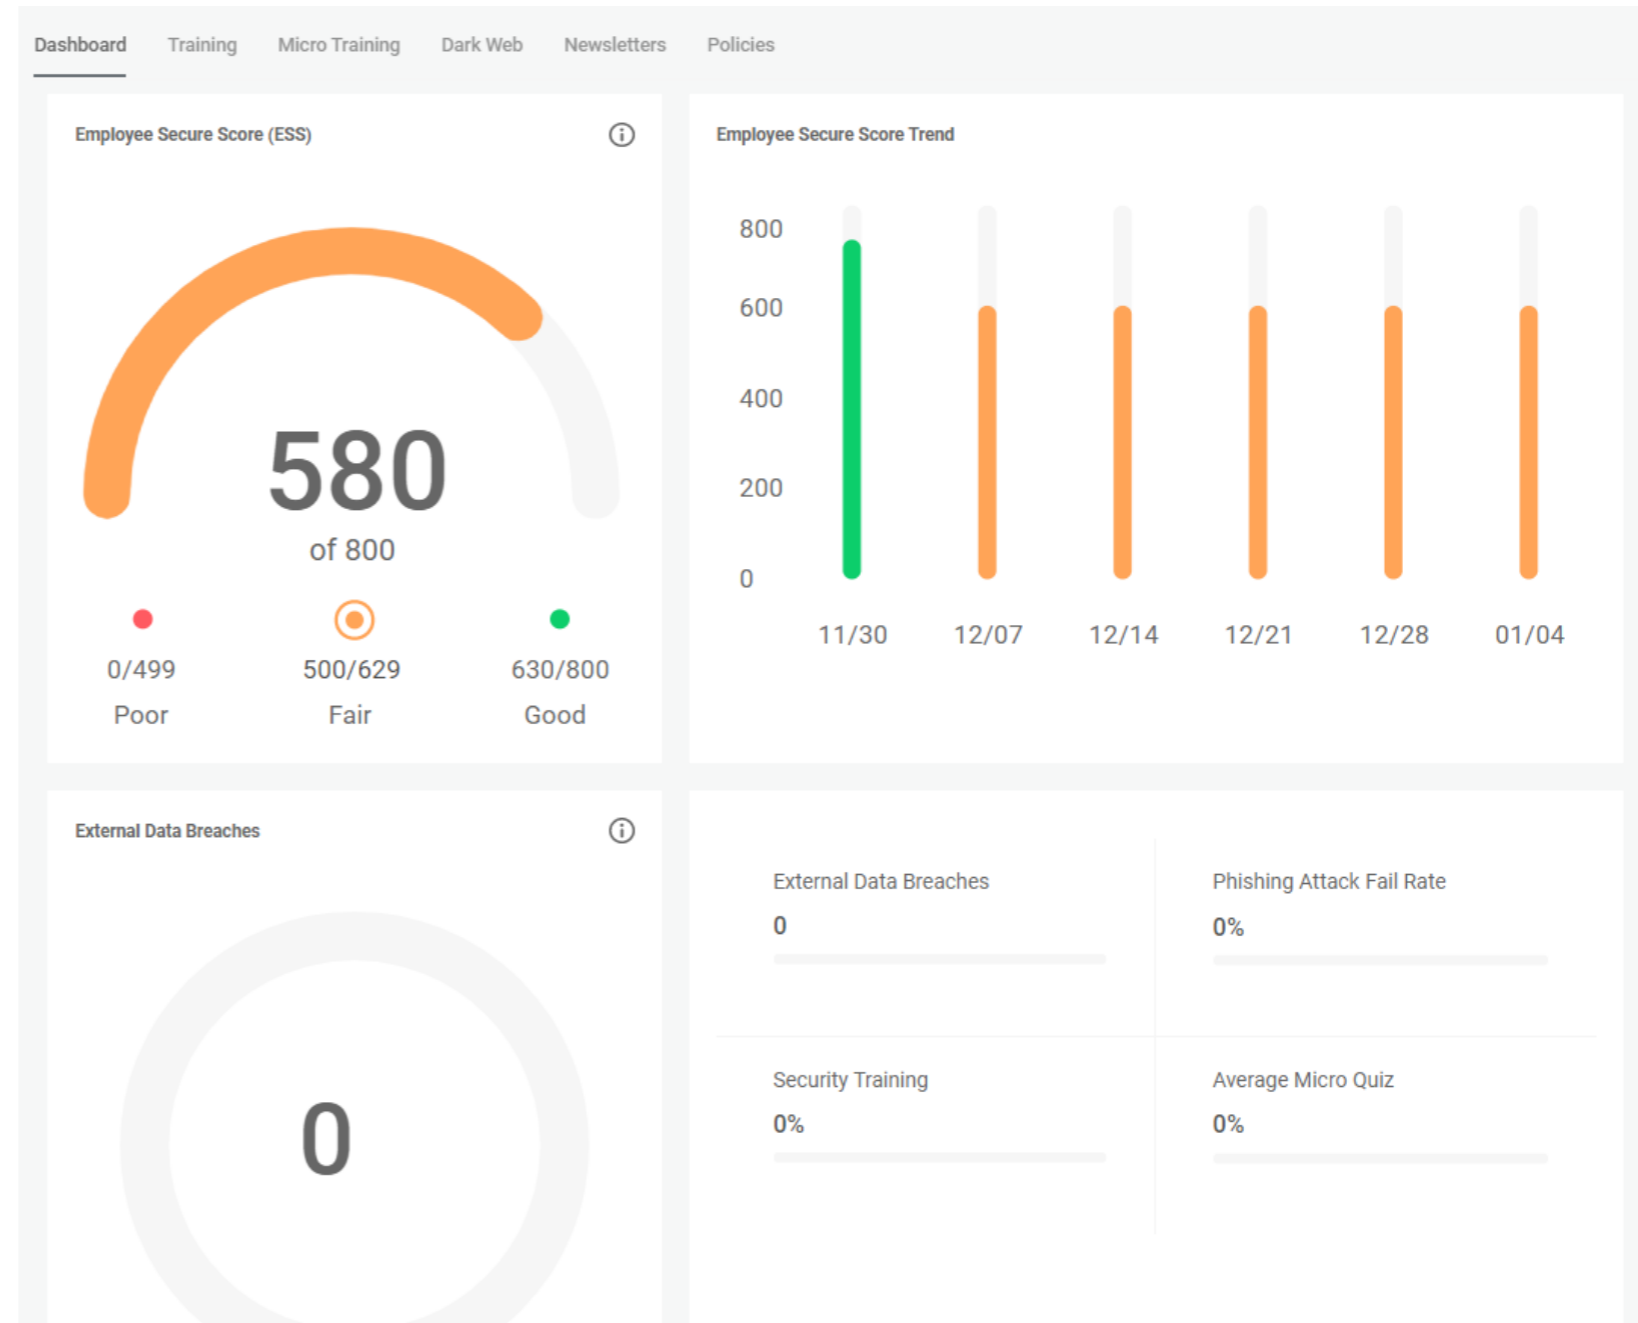 Dashboard Training Micro Training Dark Web Newsletters Policies
Employee Secure Score (ESS)
580
of 800
0/499 500/629 630/800
Poor Fair Good
Employee Secure Score Trend
800
600
400
200
0
11/30 12/07 12/14 12/21 12/28 01/04
External Data Breaches
0
External Data Breaches
0
Phishing Attack Fail Rate
0%
Security Training
0%
Average Micro Quiz
0%